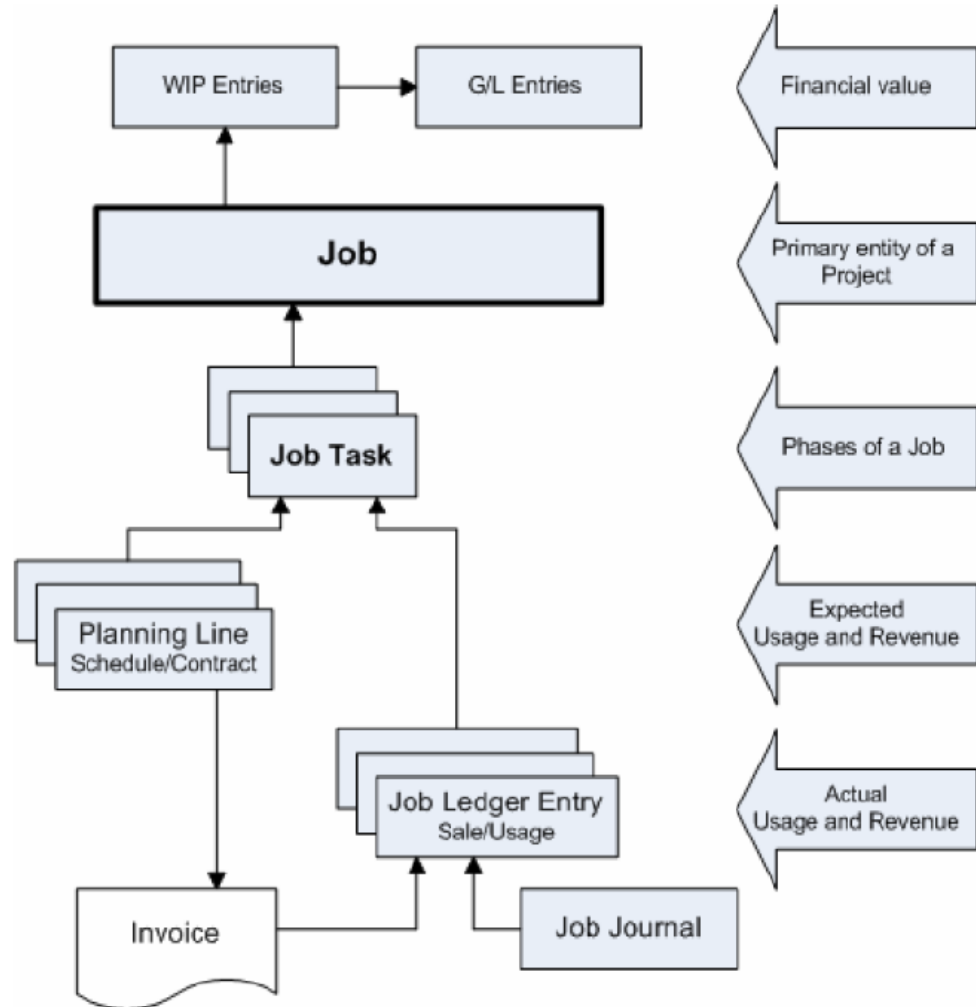 WIP Entries
G/L Entries
Financial value
Job
Primary entity of a
Project
Job Task
Phases of a Job
Planning Line
Schedule/Contract
Expected
Usage and Revenue
Job Ledger Entry
Sale/Usage
Actual
Usage and Revenue
Invoice
Job Journal